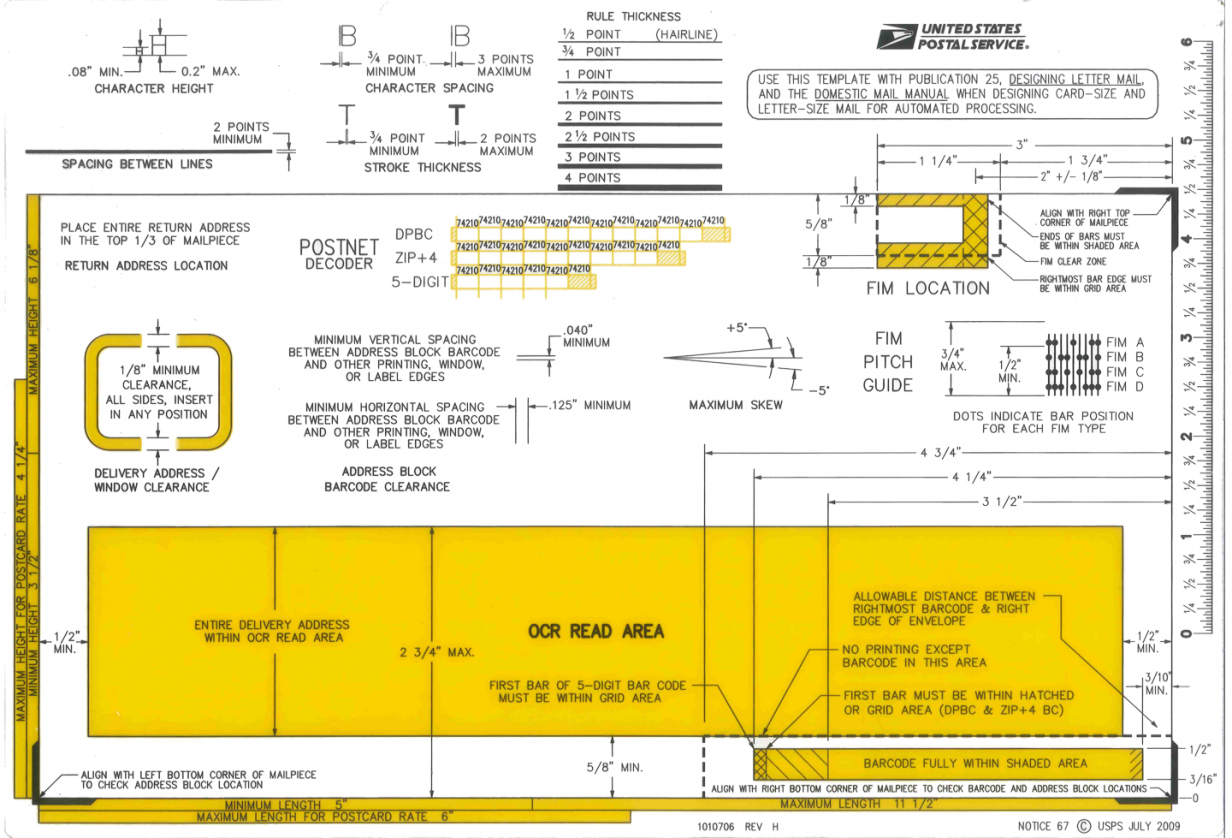 RULE THICKNESS
½ POINT (HAIRLINE)
¾ POINT
1 POINT
1 ½ POINTS
2 POINTS
2 ½ POINTS
3 POINTS
4 POINTS
H H
.08" MIN. 0.2" MAX.
CHARACTER HEIGHT
B B
¾ POINT
MINIMUM
3 POINTS
MAXIMUM
CHARACTER SPACING
2 POINTS
MINIMUM
SPACING BETWEEN LINES
T T
¾ POINT
MINIMUM
2 POINTS
MAXIMUM
STROKE THICKNESS
UNITED STATES
POSTAL SERVICE®
USE THIS TEMPLATE WITH PUBLICATION 25, DESIGNING LETTER MAIL,
AND THE DOMESTIC MAIL MANUAL WHEN DESIGNING CARD-SIZE AND
LETTER-SIZE MAIL FOR AUTOMATED PROCESSING.
3"
1 1/4" 1 3/4"
2" +/- 1/8"
1/8"
5/8"
1/8"
ALIGN WITH RIGHT TOP
CORNER OF MAILPIECE
ENDS OF BARS MUST
BE WITHIN SHADED AREA
FIM CLEAR ZONE
RIGHTMOST BAR EDGE MUST
BE WITHIN GRID AREA
FIM LOCATION
6
¾
½
¼
5
¾
½
¼
4
¾
½
¼
3
¾
½
¼
2
¾
½
¼
1
¾
½
¼
0
PLACE ENTIRE RETURN ADDRESS
IN THE TOP 1/3 OF MAILPIECE
RETURN ADDRESS LOCATION
POSTNET
DECODER
DPBC 74210 74210 74210 74210 74210 74210 74210 74210 74210 74210 74210 74210
ZIP+4 74210 74210 74210 74210 74210 74210 74210 74210 74210 74210
5-DIGIT 74210 74210 74210 74210 74210 74210
1/8" MINIMUM
CLEARANCE,
ALL SIDES, INSERT
IN ANY POSITION
DELIVERY ADDRESS /
WINDOW CLEARANCE
MINIMUM VERTICAL SPACING
BETWEEN ADDRESS BLOCK BARCODE
AND OTHER PRINTING, WINDOW,
OR LABEL EDGES
.040"
MINIMUM
MINIMUM HORIZONTAL SPACING
BETWEEN ADDRESS BLOCK BARCODE
AND OTHER PRINTING, WINDOW,
OR LABEL EDGES
.125" MINIMUM
ADDRESS BLOCK
BARCODE CLEARANCE
+5°
-5°
MAXIMUM SKEW
FIM
PITCH
GUIDE
3/4"
MAX.
1/2"
MIN.
FIM A
FIM B
FIM C
FIM D
DOTS INDICATE BAR POSITION
FOR EACH FIM TYPE
4 3/4"
4 1/4"
3 1/2"
MAXIMUM HEIGHT 6 1/8"
MINIMUM HEIGHT 3 1/2"
MAXIMUM HEIGHT FOR POSTCARD RATE 4 1/4"
1/2"
MIN.
ENTIRE DELIVERY ADDRESS
WITHIN OCR READ AREA
2 3/4" MAX.
OCR READ AREA
ALLOWABLE DISTANCE BETWEEN
RIGHTMOST BARCODE & RIGHT
EDGE OF ENVELOPE
1/2"
MIN.
NO PRINTING EXCEPT
BARCODE IN THIS AREA
3/10"
MIN.
FIRST BAR OF 5-DIGIT BAR CODE
MUST BE WITHIN GRID AREA
FIRST BAR MUST BE WITHIN HATCHED
OR GRID AREA (DPBC & ZIP+4 BC)
5/8" MIN.
BARCODE FULLY WITHIN SHADED AREA
1/2"
3/16"
0
ALIGN WITH LEFT BOTTOM CORNER OF MAILPIECE
TO CHECK ADDRESS BLOCK LOCATION
ALIGN WITH RIGHT BOTTOM CORNER OF MAILPIECE TO CHECK BARCODE AND ADDRESS BLOCK LOCATIONS
MINIMUM LENGTH 5" MAXIMUM LENGTH 11 1/2"
MAXIMUM LENGTH FOR POSTCARD RATE 6"
1010706 REV H
NOTICE 67 © USPS JULY 2009